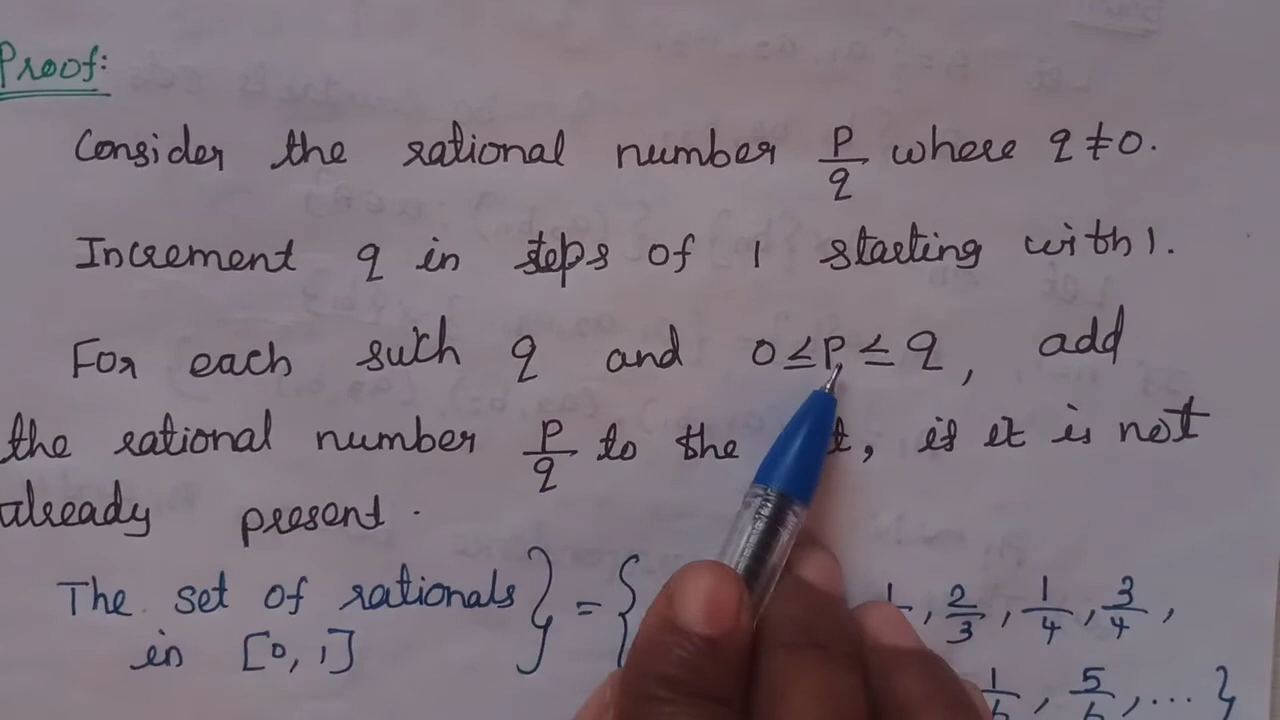 Proof:
Consider the rational number p/q where q ≠ 0.
Increment q in steps of 1 starting with 1.
For each such q and 0 ≤ p ≤ q, add
the rational number p/q to the , if it is not
already present.
The set of rationals } = { , 2/3, 1/4, 3/4,
in [0, 1] 1/6, 5/6, ... }